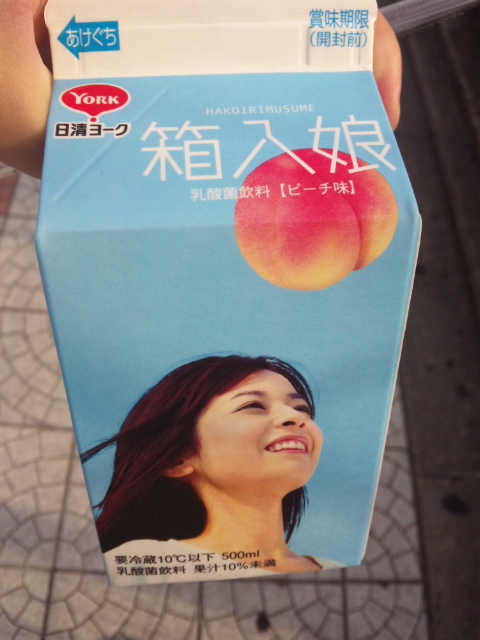 あけぐち
賞味期限
(開封前)
YORK
日清ヨーク
HAKOIRIMUSUME
箱入娘
乳酸菌飲料【ピーチ味】
要冷蔵10℃以下 500ml
乳酸菌飲料 果汁10%未満